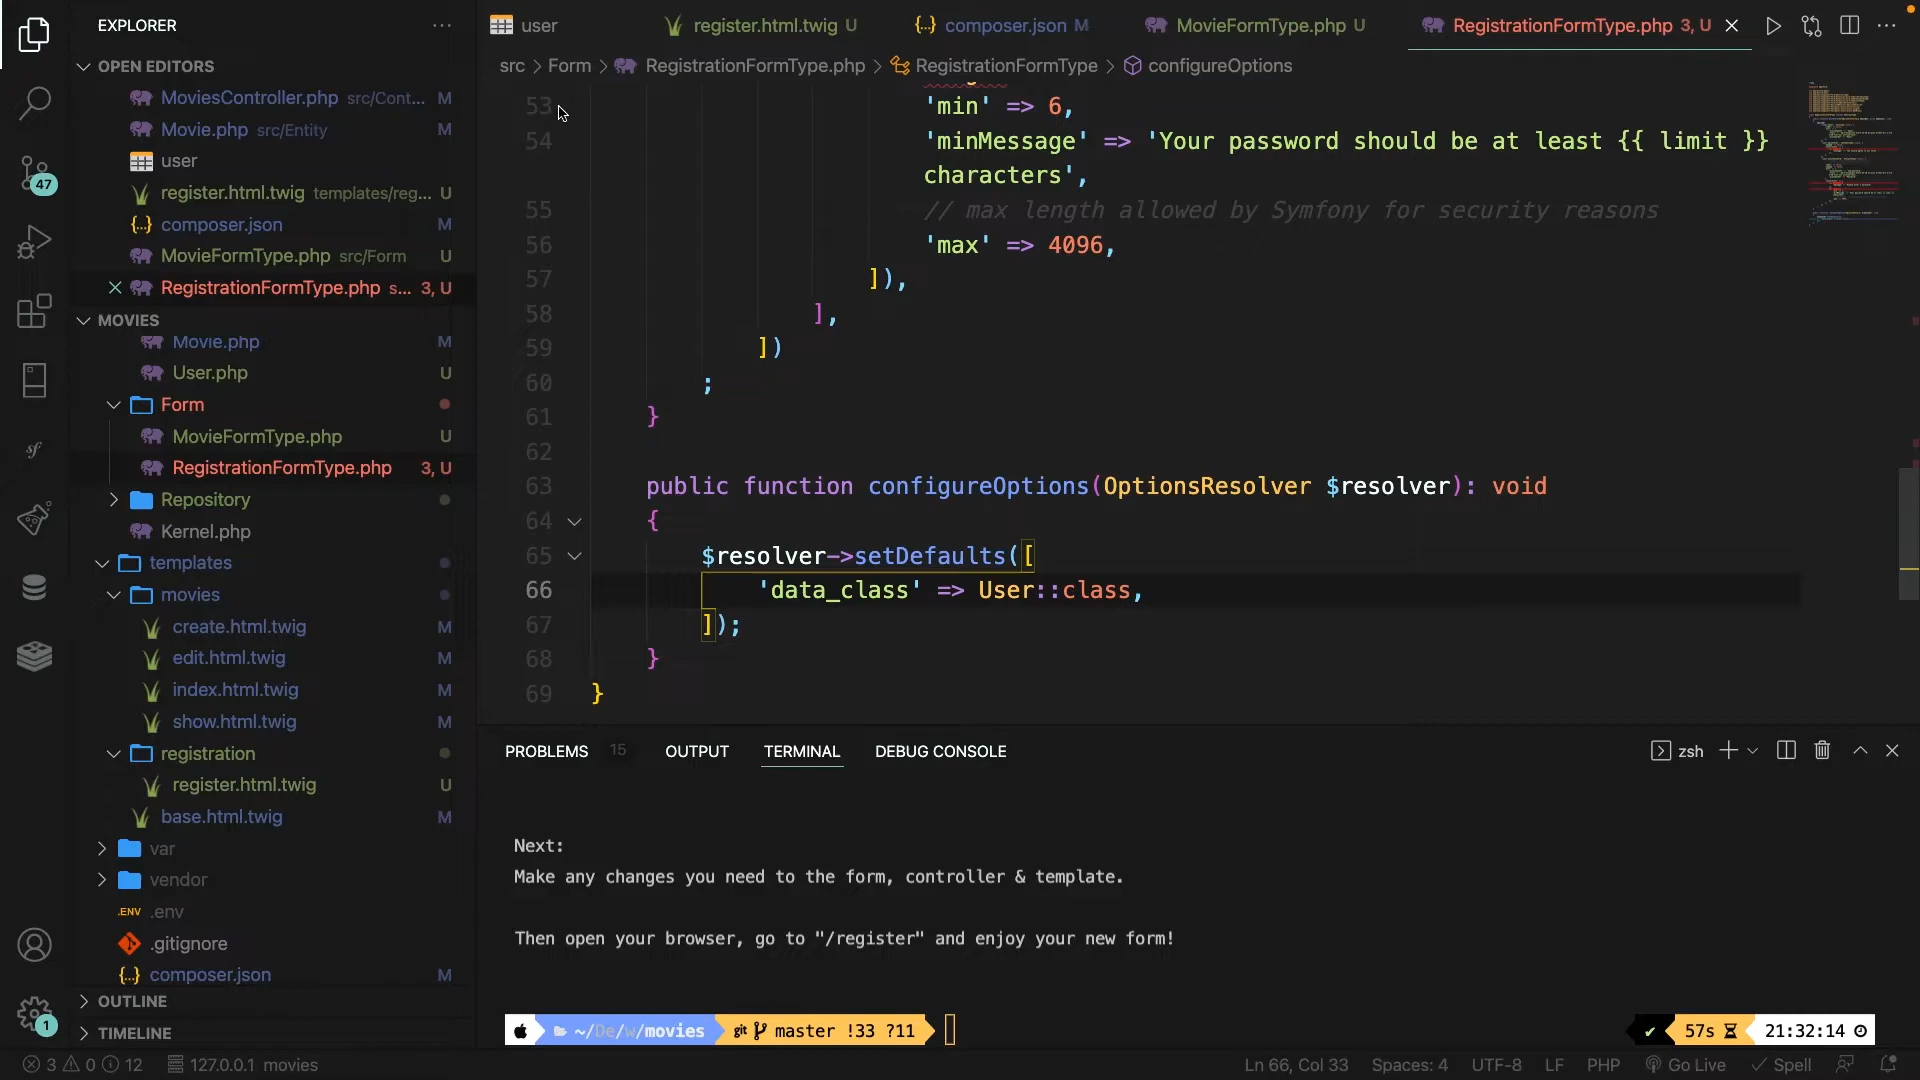 EXPLORER
OPEN EDITORS
MoviesController.php src/Cont... M
Movie.php src/Entity M
user
register.html.twig templates/reg... U
composer.json M
MovieFormType.php src/Form U
RegistrationFormType.php s... 3, U
MOVIES
Movie.php M
User.php U
Form
MovieFormType.php U
RegistrationFormType.php 3, U
Repository
Kernel.php
templates
movies
create.html.twig M
edit.html.twig M
index.html.twig M
show.html.twig M
registration
register.html.twig U
base.html.twig M
var
vendor
.ENV .env
.gitignore
{..} composer.json M
OUTLINE
TIMELINE
47
1
user
register.html.twig U
composer.json M
MovieFormType.php U
RegistrationFormType.php 3, U
src > Form > RegistrationFormType.php > RegistrationFormType > configureOptions
53 'min' => 6,
54 'minMessage' => 'Your password should be at least {{ limit }}
characters',
55 // max length allowed by Symfony for security reasons
56 'max' => 4096,
57 ]),
58 ],
59 ])
60 ;
61 }
62
63 public function configureOptions(OptionsResolver $resolver): void
64 {
65 $resolver->setDefaults([
66 'data_class' => User::class,
67 ]);
68 }
69 }
PROBLEMS 15 OUTPUT TERMINAL DEBUG CONSOLE
zsh
Next:
Make any changes you need to the form, controller & template.
Then open your browser, go to "/register" and enjoy your new form!
~/De/w/movies git master !33 ?11
57s 21:32:14
3 0 12 127.0.0.1 movies
Ln 66, Col 33 Spaces: 4 UTF-8 LF PHP Go Live Spell